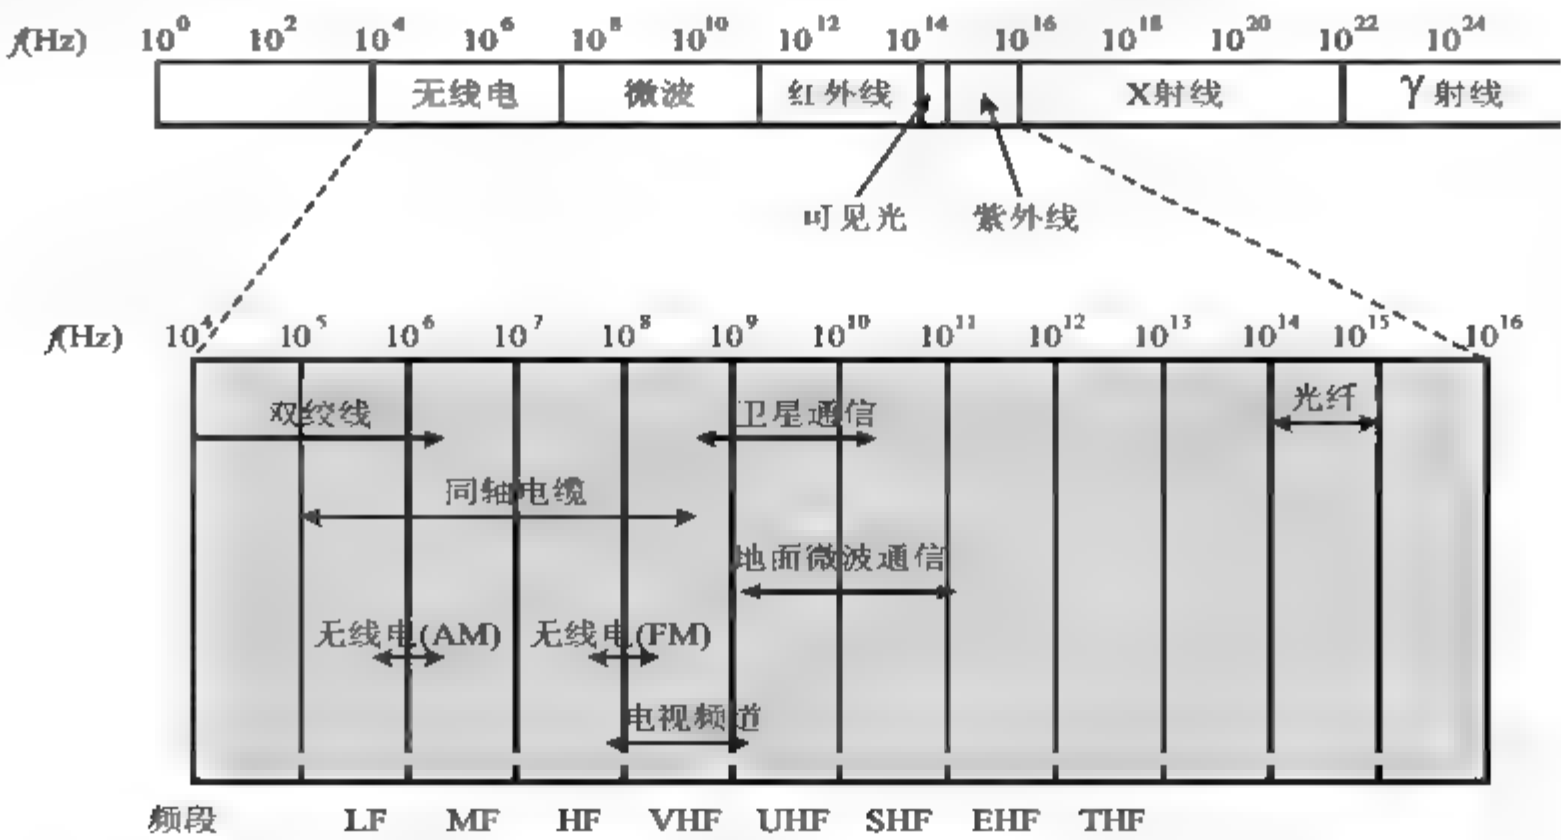 f(Hz) 10⁰ 10² 10⁴ 10⁶ 10⁸ 10¹⁰ 10¹² 10¹⁴ 10¹⁶ 10¹⁸ 10²⁰ 10²² 10²⁴
无线电 微波 红外线 X射线 γ射线
可见光 紫外线
f(Hz) 10⁴ 10⁵ 10⁶ 10⁷ 10⁸ 10⁹ 10¹⁰ 10¹¹ 10¹² 10¹³ 10¹⁴ 10¹⁵ 10¹⁶
双绞线 卫星通信 光纤
同轴电缆
地面微波通信
无线电(AM) 无线电(FM)
电视频道
频段 LF MF HF VHF UHF SHF EHF THF